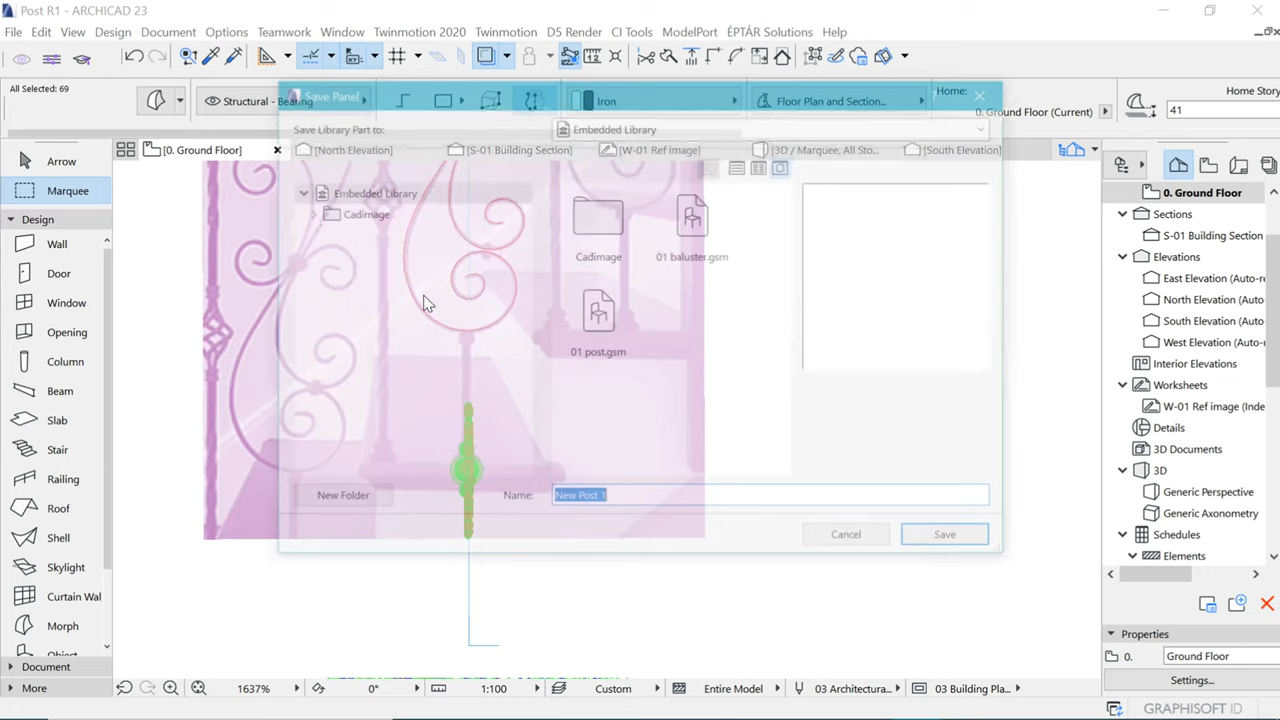 Post R1 - ARCHICAD 23
File Edit View Design Document Options Teamwork Window Twinmotion 2020 D5 Render CI Tools ModelPort Twinmotion ÉPTÁR Solutions Help
All Selected: 69
Structural - Bearing
Iron
Floor Plan and Section...
Home:
0. Ground Floor (Current)
Home Story
41
Save Panel
Save Library Part to:
Embedded Library
[0. Ground Floor]
[North Elevation]
[S-01 Building Section]
[W-01 Ref image]
[3D / Marquee, All Sto...
[South Elevation]
Arrow
Marquee
Design
Wall
Door
Window
Opening
Column
Beam
Slab
Stair
Railing
Roof
Shell
Skylight
Curtain Wal
Morph
Object
Document
More
Embedded Library
Cadimage
Cadimage
01 baluster.gsm
01 post.gsm
New Folder
Name:
New Post 1
Cancel
Save
0. Ground Floor
Sections
S-01 Building Section
Elevations
East Elevation (Auto-r
North Elevation (Auto-
South Elevation (Auto-
West Elevation (Auto-r
Interior Elevations
Worksheets
W-01 Ref image (Inde
Details
3D Documents
3D
Generic Perspective
Generic Axonometry
Schedules
Elements
Properties
0.
Ground Floor
Settings...
1637%
0°
1:100
Custom
Entire Model
03 Architectura...
03 Building Pla...
GRAPHISOFT ID